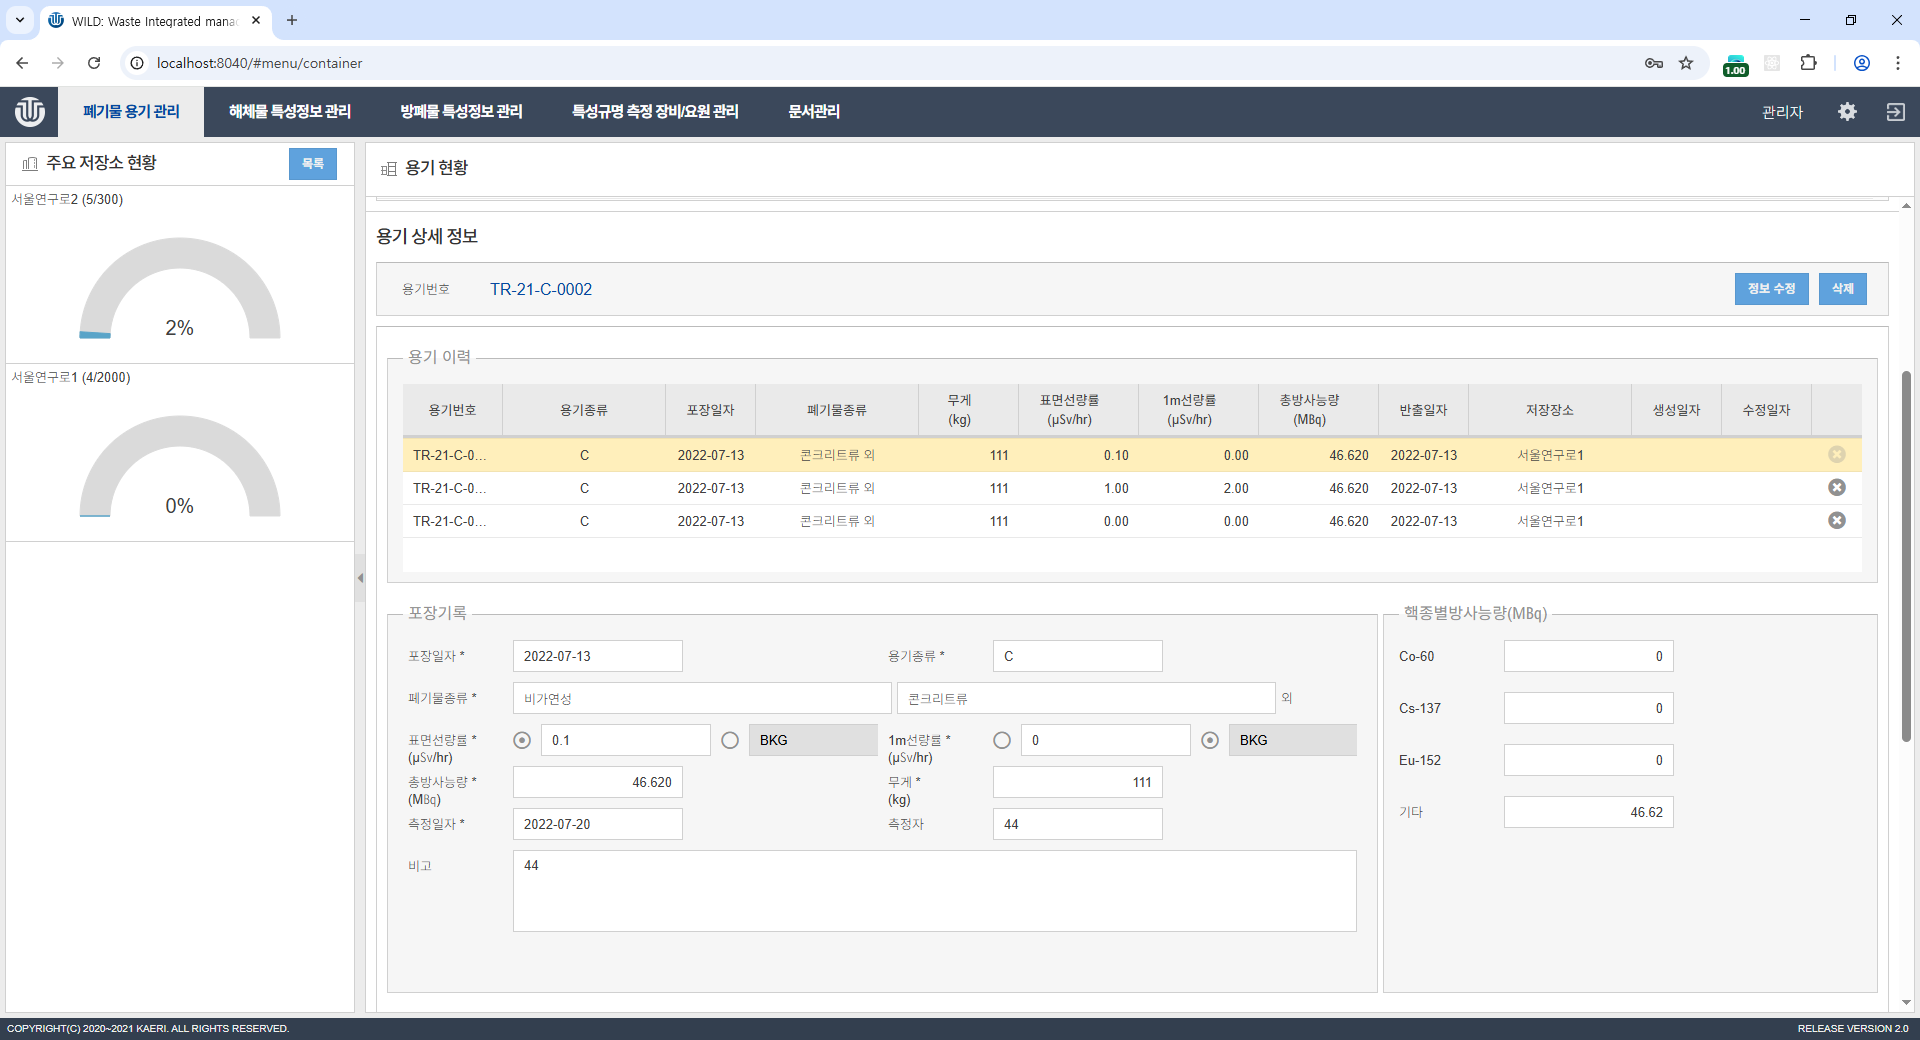 WILD: Waste Integrated mana
localhost:8040/#menu/container
1.00
폐기물 용기 관리
해체물 특성정보 관리
방폐물 특성정보 관리
특성규명 측정 장비/요원 관리
문서관리
관리자
주요 저장소 현황
목록
서울연구로2 (5/300)
2%
서울연구로1 (4/2000)
0%
용기 현황
용기 상세 정보
용기번호 TR-21-C-0002 정보 수정 삭제
용기 이력
용기번호 용기종류 포장일자 폐기물종류 무게 (kg) 표면선량률 (µSv/hr) 1m선량률 (µSv/hr) 총방사능량 (MBq) 반출일자 저장장소 생성일자 수정일자
TR-21-C-0... C 2022-07-13 콘크리트류 외 111 0.10 0.00 46.620 2022-07-13 서울연구로1
TR-21-C-0... C 2022-07-13 콘크리트류 외 111 1.00 2.00 46.620 2022-07-13 서울연구로1
TR-21-C-0... C 2022-07-13 콘크리트류 외 111 0.00 0.00 46.620 2022-07-13 서울연구로1
포장기록
포장일자 * 2022-07-13 용기종류 * C
폐기물종류 * 비가연성 콘크리트류 외
표면선량률 * (µSv/hr) 0.1 BKG 1m선량률 * (µSv/hr) 0 BKG
총방사능량 * (MBq) 46.620 무게 * (kg) 111
측정일자 * 2022-07-20 측정자 44
비고 44
핵종별방사능량(MBq)
Co-60 0
Cs-137 0
Eu-152 0
기타 46.62
COPYRIGHT(C) 2020~2021 KAERI. ALL RIGHTS RESERVED.
RELEASE VERSION 2.0